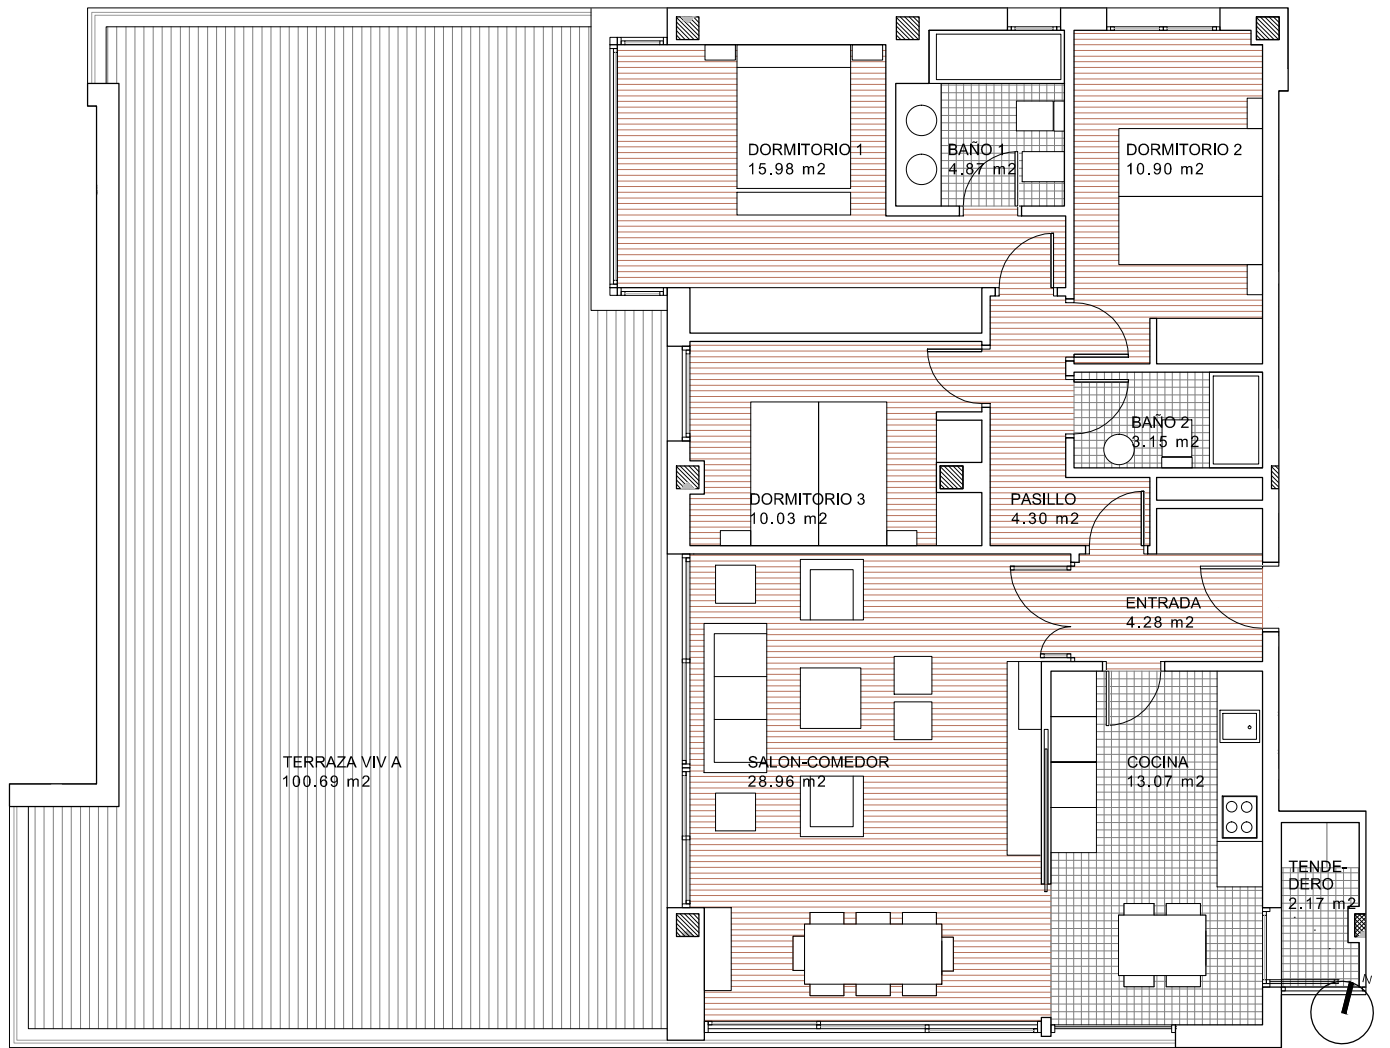 DORMITORIO 1
15.98 m2
BAÑO 1
4.87 m2
DORMITORIO 2
10.90 m2
BAÑO 2
3.15 m2
DORMITORIO 3
10.03 m2
PASILLO
4.30 m2
ENTRADA
4.28 m2
TERRAZA VIV A
100.69 m2
SALON-COMEDOR
28.96 m2
COCINA
13.07 m2
TENDE-
DERO
2.17 m2
N